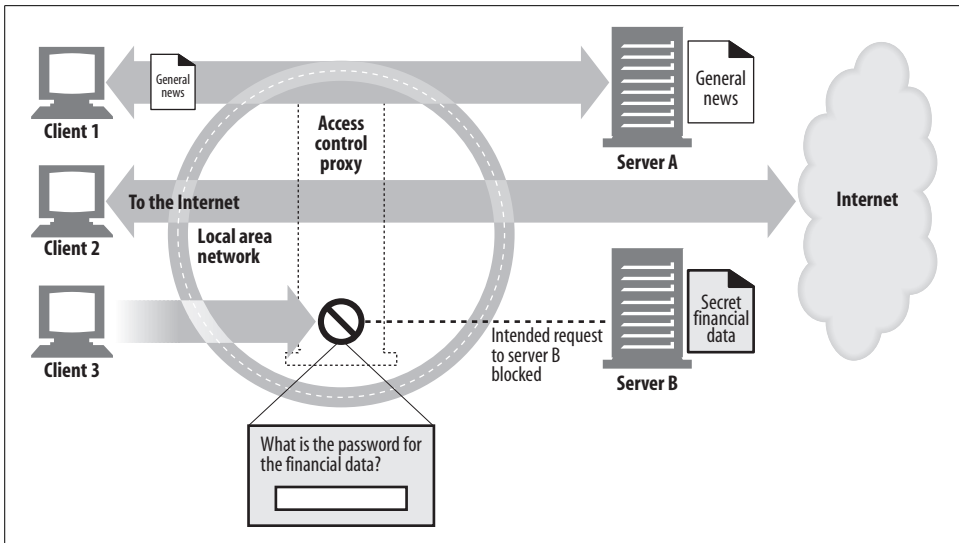 General
news
Client 1
Access
control
proxy
General
news
Server A
To the Internet
Client 2
Local area
network
Internet
Client 3
Intended request
to server B
blocked
Secret
financial
data
Server B
What is the password for
the financial data?